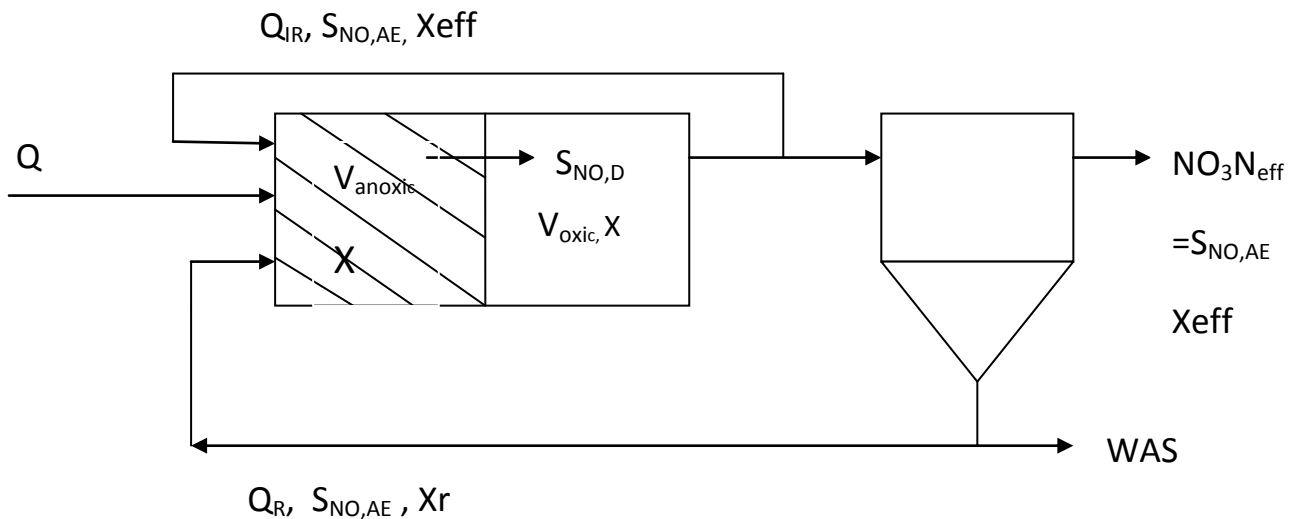 Q_IR, S_NO,AE, Xeff
Q
V_anoxic
X
S_NO,D
V_oxic, X
NO₃N_eff
=S_NO,AE
Xeff
WAS
Q_R, S_NO,AE , Xr